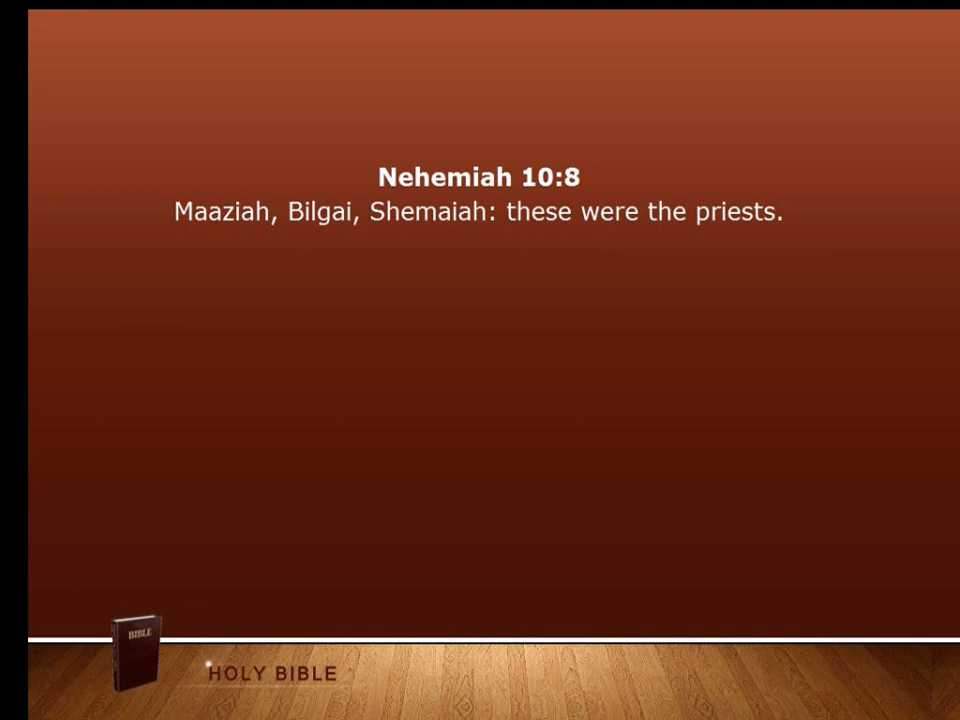 Nehemiah 10:8
Maaziah, Bilgai, Shemaiah: these were the priests.
BIBLE
HOLY BIBLE